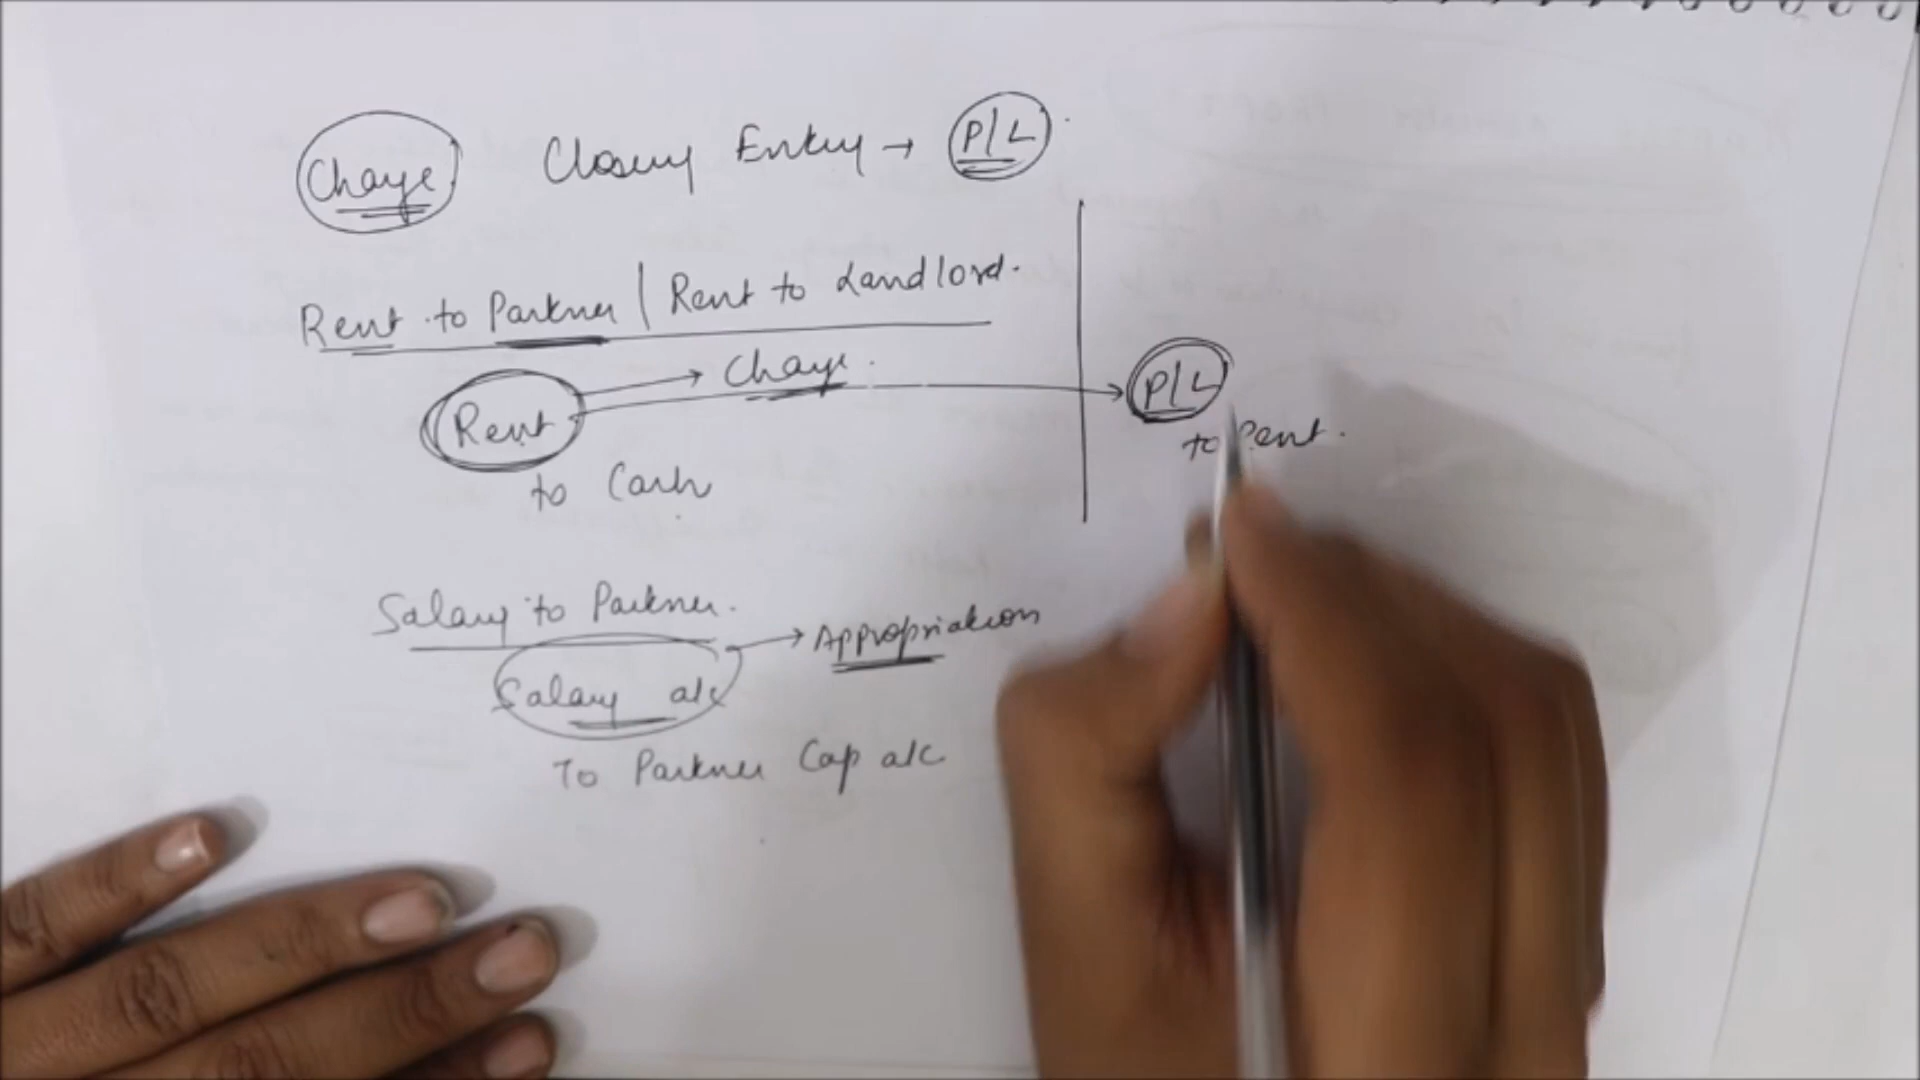 Charge Closing Entry → P/L.
Rent to Partner | Rent to Landlord.
Rent → Charge. → P/L
to Rent.
to Cash
Salary to Partner.
→ Appropriation
Salary a/c
To Partner Cap a/c